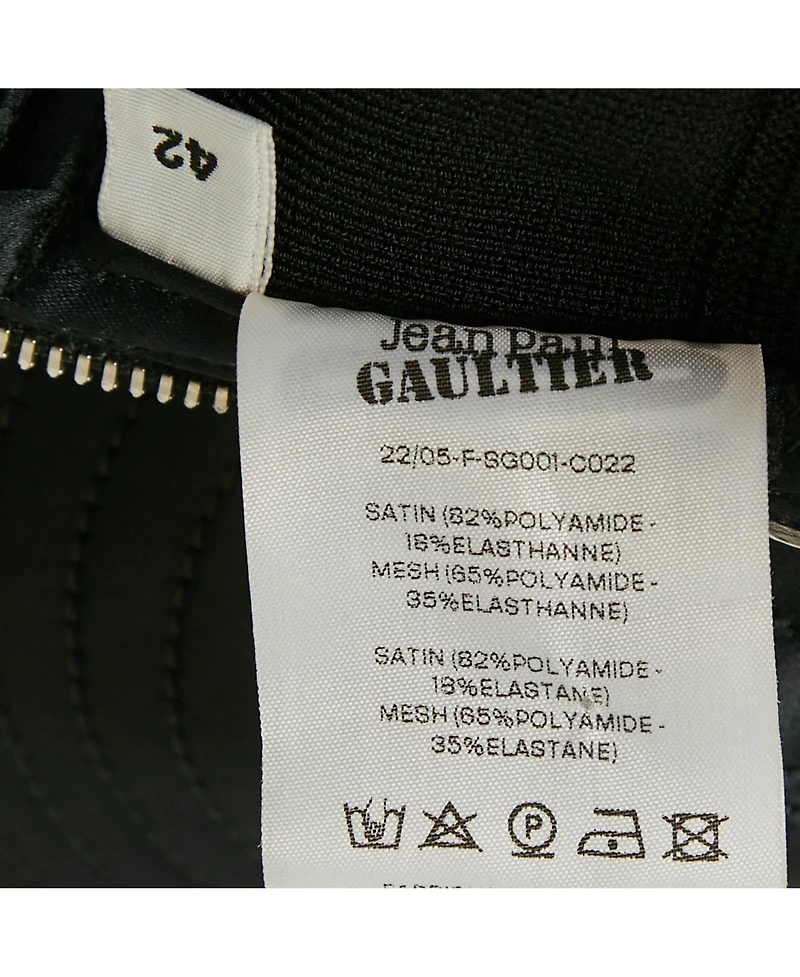 42
Jean Paul
GAULTIER
22/05-F-SG001-C022
SATIN (82%POLYAMIDE-
18%ELASTHANNE)
MESH (65%POLYAMIDE-
35%ELASTHANNE)
SATIN (82%POLYAMIDE-
18%ELASTANE)
MESH (65%POLYAMIDE-
35%ELASTANE)
P